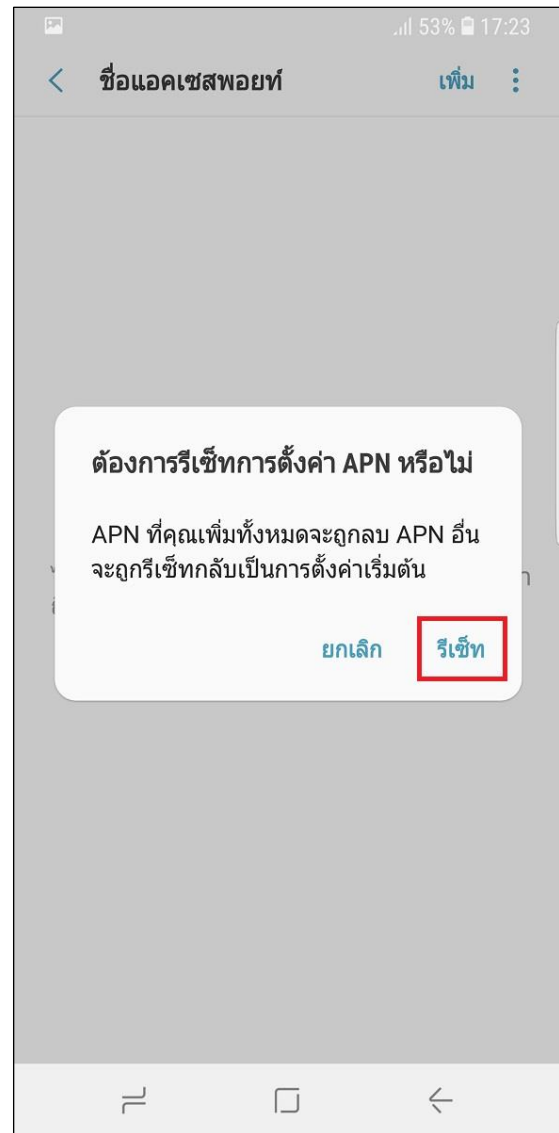 53% 17:23
ชื่อแอคเซสพอยท์ เพิ่ม
ต้องการรีเซ็ทการตั้งค่า APN หรือไม่
APN ที่คุณเพิ่มทั้งหมดจะถูกลบ APN อื่น
จะถูกรีเซ็ทกลับเป็นการตั้งค่าเริ่มต้น
ยกเลิก รีเซ็ท